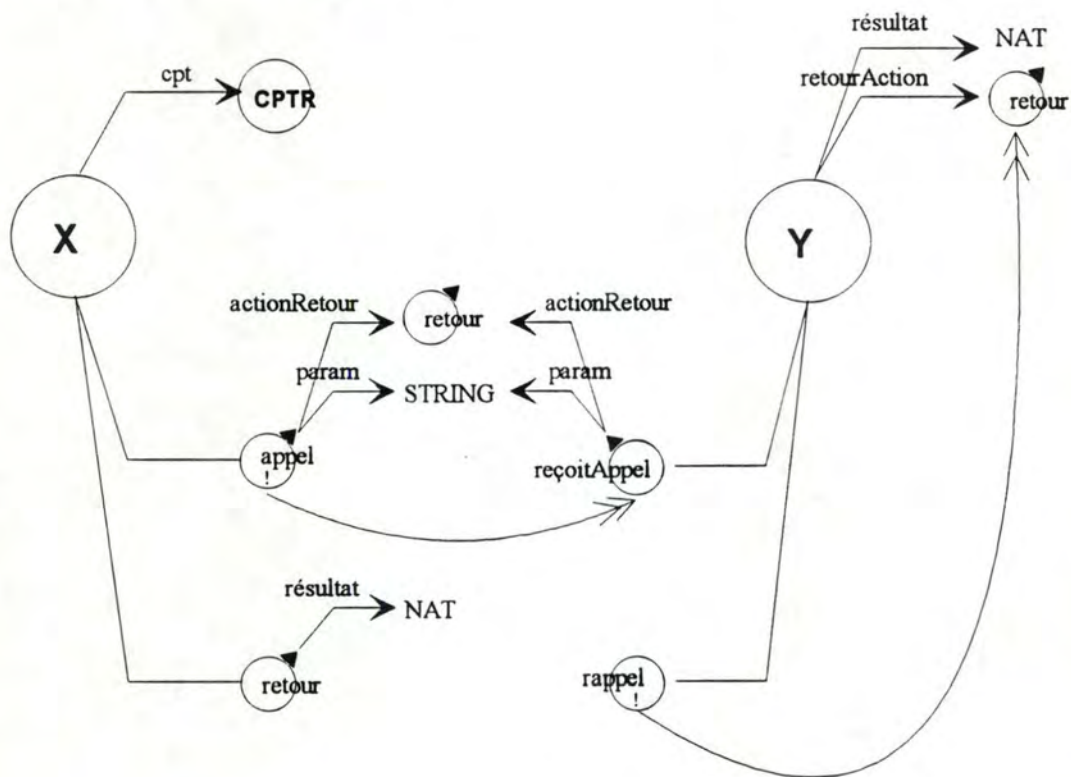 résultat
NAT
cpt
retourAction
CPTR
retour
X
Y
actionRetour
retour
actionRetour
param
STRING
param
appel
!
reçoitAppel
résultat
NAT
retour
rappel
!